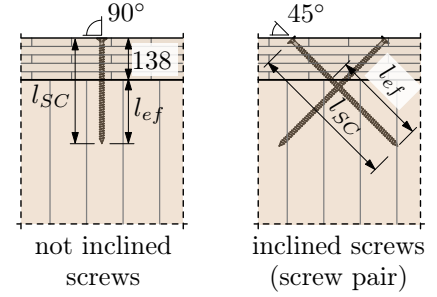 90°
138
l_SC
l_ef
not inclined
screws
45°
l_ef
l_SC
inclined screws
(screw pair)